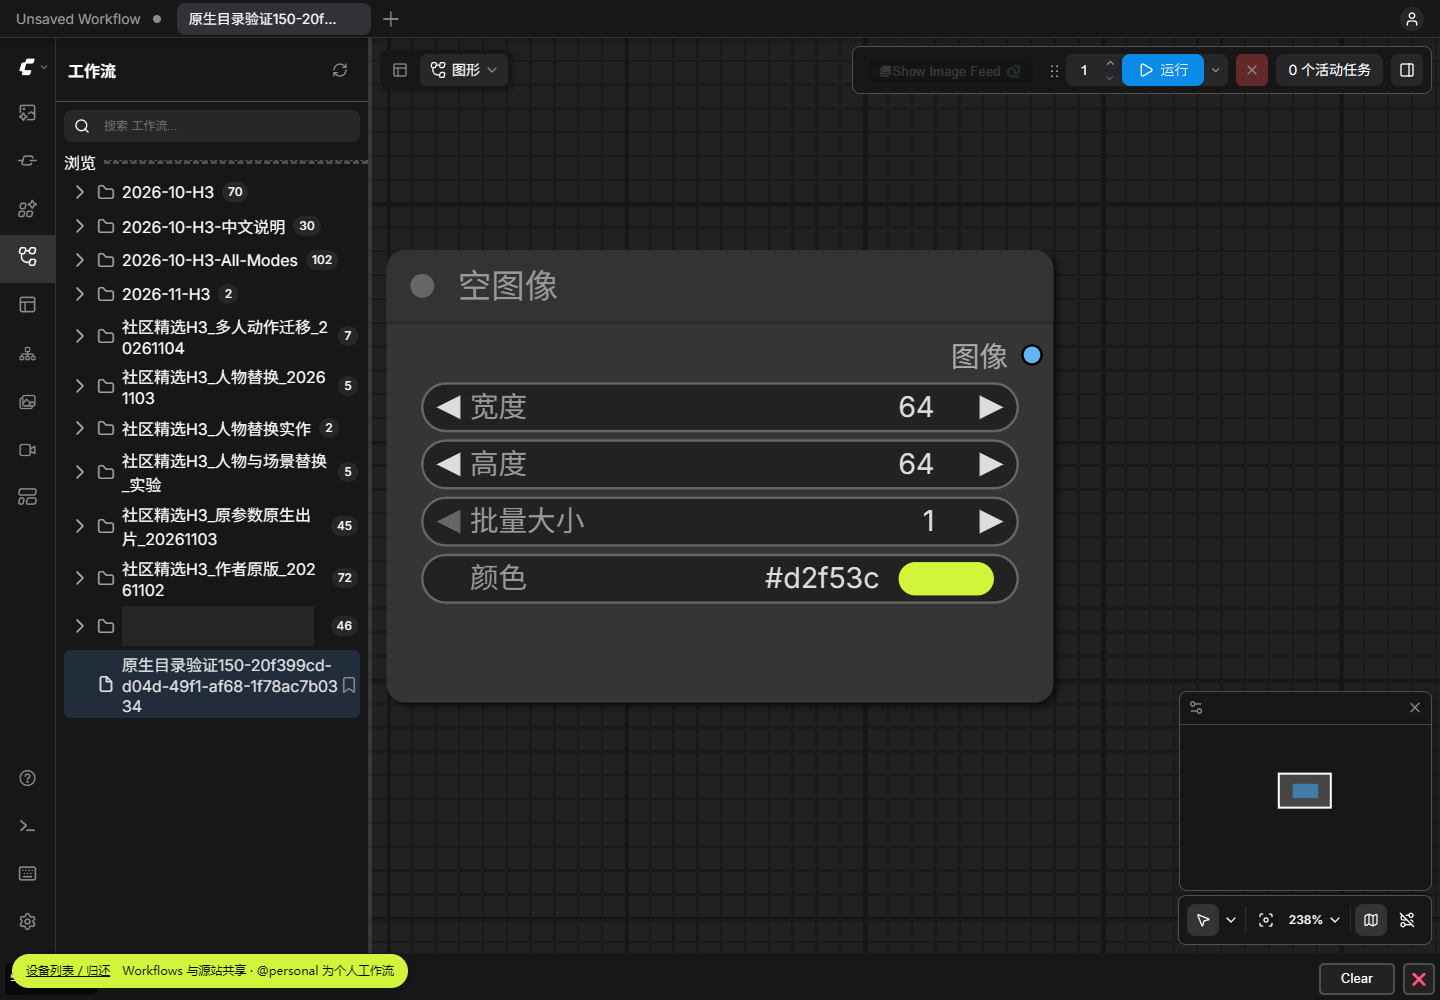 Unsaved Workflow
原生目录验证150-20f...
工作流
图形
Show Image Feed
1
运行
0 个活动任务
搜索 工作流...
浏览
2026-10-H3 70
2026-10-H3-中文说明 30
2026-10-H3-All-Modes 102
2026-11-H3 2
社区精选H3_多人动作迁移_2
0261104
7
社区精选H3_人物替换_2026
1103
5
社区精选H3_人物替换实作 2
社区精选H3_人物与场景替换
_实验
5
社区精选H3_原参数原生出
片_20261103
45
社区精选H3_作者原版_202
61102
72
46
原生目录验证150-20f399cd-
d04d-49f1-af68-1f78ac7b03
34
空图像
图像
宽度 64
高度 64
批量大小 1
颜色 #d2f53c
238%
设备列表 / 归还 Workflows 与源站共享 · @personal 为个人工作流
Clear